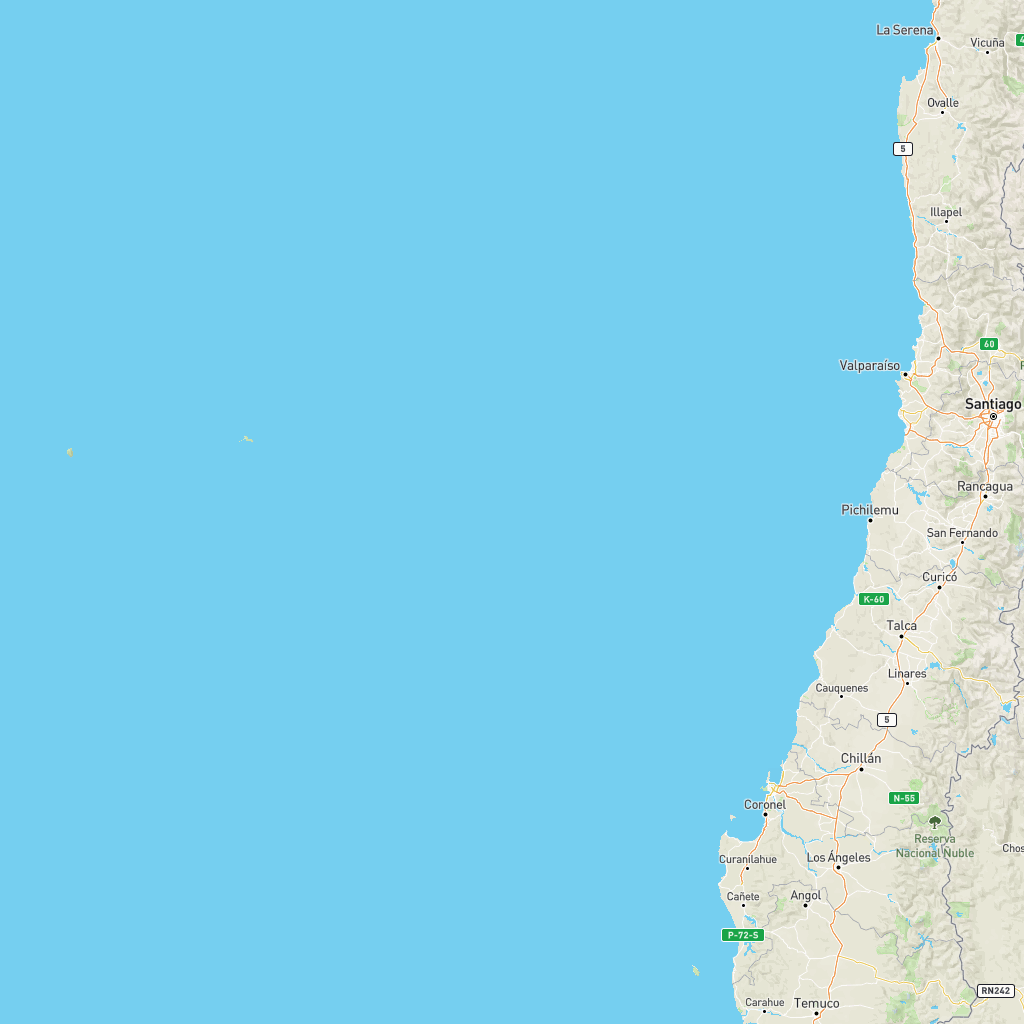 La Serena
Vicuña
4
Ovalle
5
Illapel
60
Valparaíso
Santiago
Rancagua
Pichilemu
San Fernando
Curicó
K-60
Talca
Linares
Cauquenes
5
Chillán
N-55
Coronel
Reserva
Nacional Ñuble
Chos
Curanilahue
Los Ángeles
Cañete
Angol
P-72-S
RN242
Carahue
Temuco